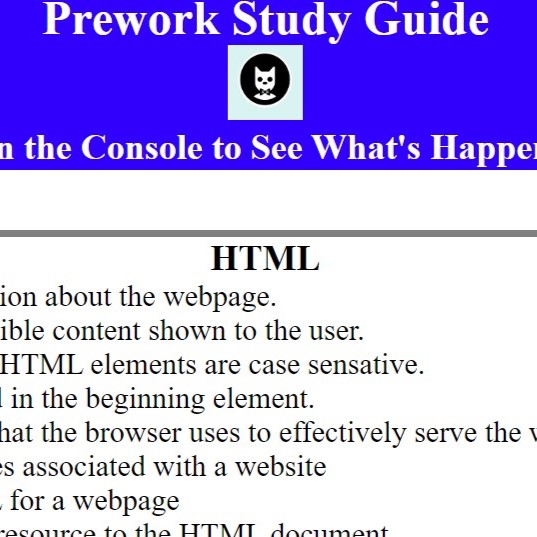 Prework Study Guide
n the Console to See What's Happe
HTML
ion about the webpage.
ible content shown to the user.
HTML elements are case sensative.
in the beginning element.
hat the browser uses to effectively serve the
es associated with a website
for a webpage
resource to the HTML document